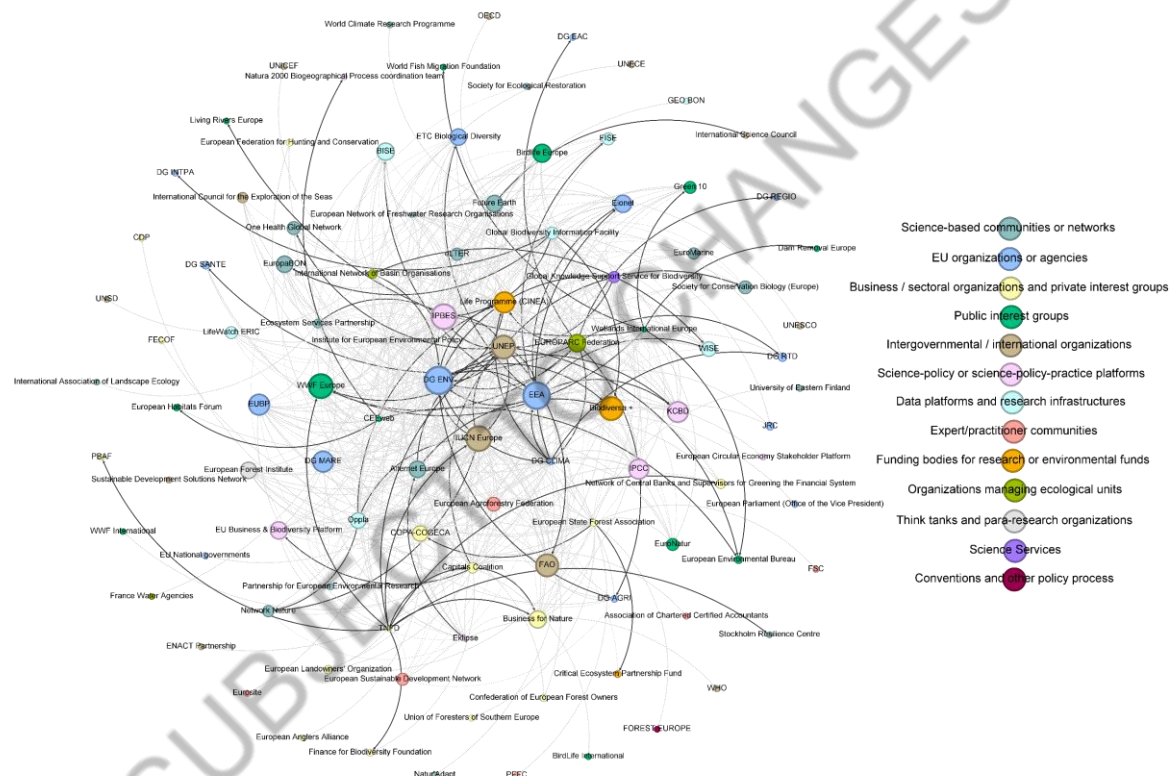 OECD
World Climate Research Programme
DG EAC
UNICEF
World Fish Migration Foundation
UNECE
Natura 2000 Biogeographical Process coordination team
Society for Ecological Restoration
GEO BON
Living Rivers Europe
ETC Biological Diversity
International Science Council
European Federation for Hunting and Conservation
FISE
BISE
Birdlife Europe
DG INTPA
Green 10
International Council for the Exploration of the Seas
DG REGIO
Future Earth
Eionet
European Network of Freshwater Research Organisations
One Health Global Network
Global Biodiversity Information Facility
CDP
Dam Removal Europe
eLTER
EuroMarine
DG SANTE
EuropaBON
International Network of Basin Organisations
Global Knowledge Support Service for Biodiversity
Society for Conservation Biology (Europe)
UNSD
Life Programme (CINEA)
IPBES
Ecosystem Services Partnership
Wetlands International Europe
UNESCO
LifeWatch ERIC
FECOF
Institute for European Environmental Policy
UNEP
EUROPARC Federation
WISE
DG RTD
International Association of Landscape Ecology
DG ENV
WWF Europe
University of Eastern Finland
EEA
European Habitats Forum
EUBP
Biodiversa +
KCBD
CEEweb
JRC
IUCN Europe
PBAF
European Circular Economy Stakeholder Platform
DG MARE
DG CLIMA
European Forest Institute
Alternet Europe
IPCC
Sustainable Development Solutions Network
Network of Central Banks and Supervisors for Greening the Financial System
European Agroforestry Federation
European Parliament (Office of the Vice President)
Oppla
European State Forest Association
WWF International
EU Business & Biodiversity Platform
COPA-COGECA
EuroNatur
EU National governments
European Environmental Bureau
Capitals Coalition
FAO
FSC
Partnership for European Environmental Research
France Water Agencies
DG AGRI
Network Nature
Association of Chartered Certified Accountants
Business for Nature
TNFD
Stockholm Resilience Centre
Eklipse
ENACT Partnership
European Landowners' Organization
Critical Ecosystem Partnership Fund
European Sustainable Development Network
WHO
Eurosite
Confederation of European Forest Owners
Union of Foresters of Southern Europe
FOREST EUROPE
European Anglers Alliance
Finance for Biodiversity Foundation
BirdLife International
NaturAdapt
PEFC
Science-based communities or networks
EU organizations or agencies
Business / sectoral organizations and private interest groups
Public interest groups
Intergovernmental / international organizations
Science-policy or science-policy-practice platforms
Data platforms and research infrastructures
Expert/practitioner communities
Funding bodies for research or environmental funds
Organizations managing ecological units
Think tanks and para-research organizations
Science Services
Conventions and other policy process
SUBJECT TO CHANGES